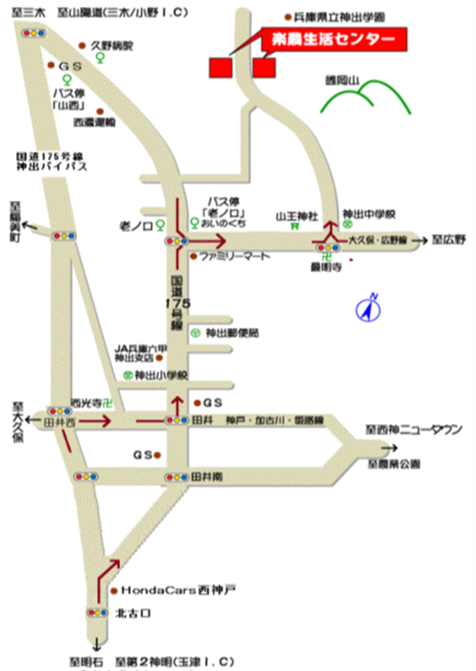 至三木 至山陽道(三木/小野I.C)
兵庫県立神出学園
楽農生活センター
久野病院
GS
バス停
「山西」
西濃運輸
雌岡山
国道175号線
神出バイパス
至稲美町
老ノ口
バス停
「老ノ口」
おいのくち
山王神社
神出中学校
大久保・広野線
至広野
ファミリーマート
最明寺
国道175号線
N
神出郵便局
JA兵庫六甲
神出支店
神出小学校
西光寺
GS
至大久保
田井西
田井
神戸・加古川・姫路線
至西神ニュータウン
至農業公園
GS
田井南
HondaCars西神戸
北古口
至明石 至第2神明(玉津I.C)